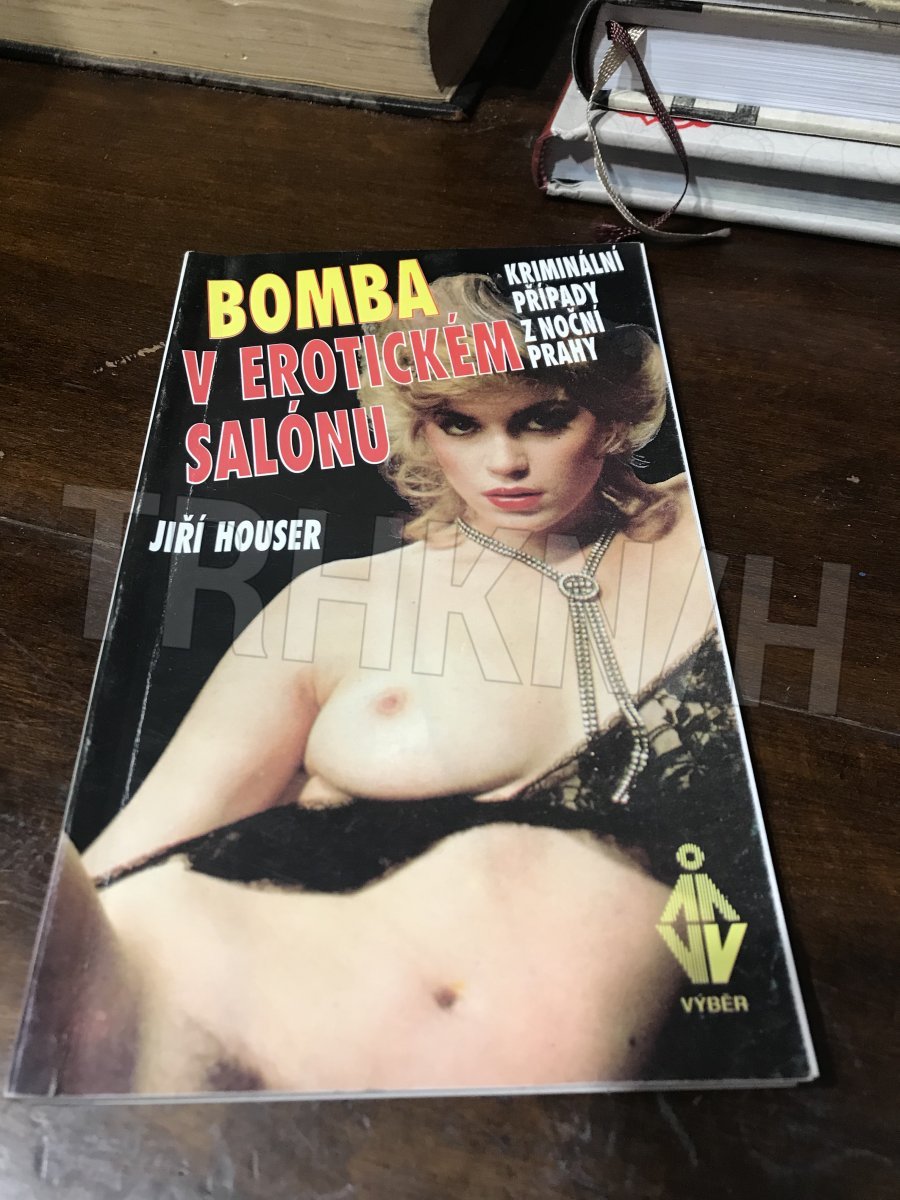 BOMBA
V EROTICKÉM
SALÓNU
KRIMINÁLNÍ
PŘÍPADY
Z NOČNÍ
PRAHY
JIŘÍ HOUSER
TRHKNIH
VÝBĚR